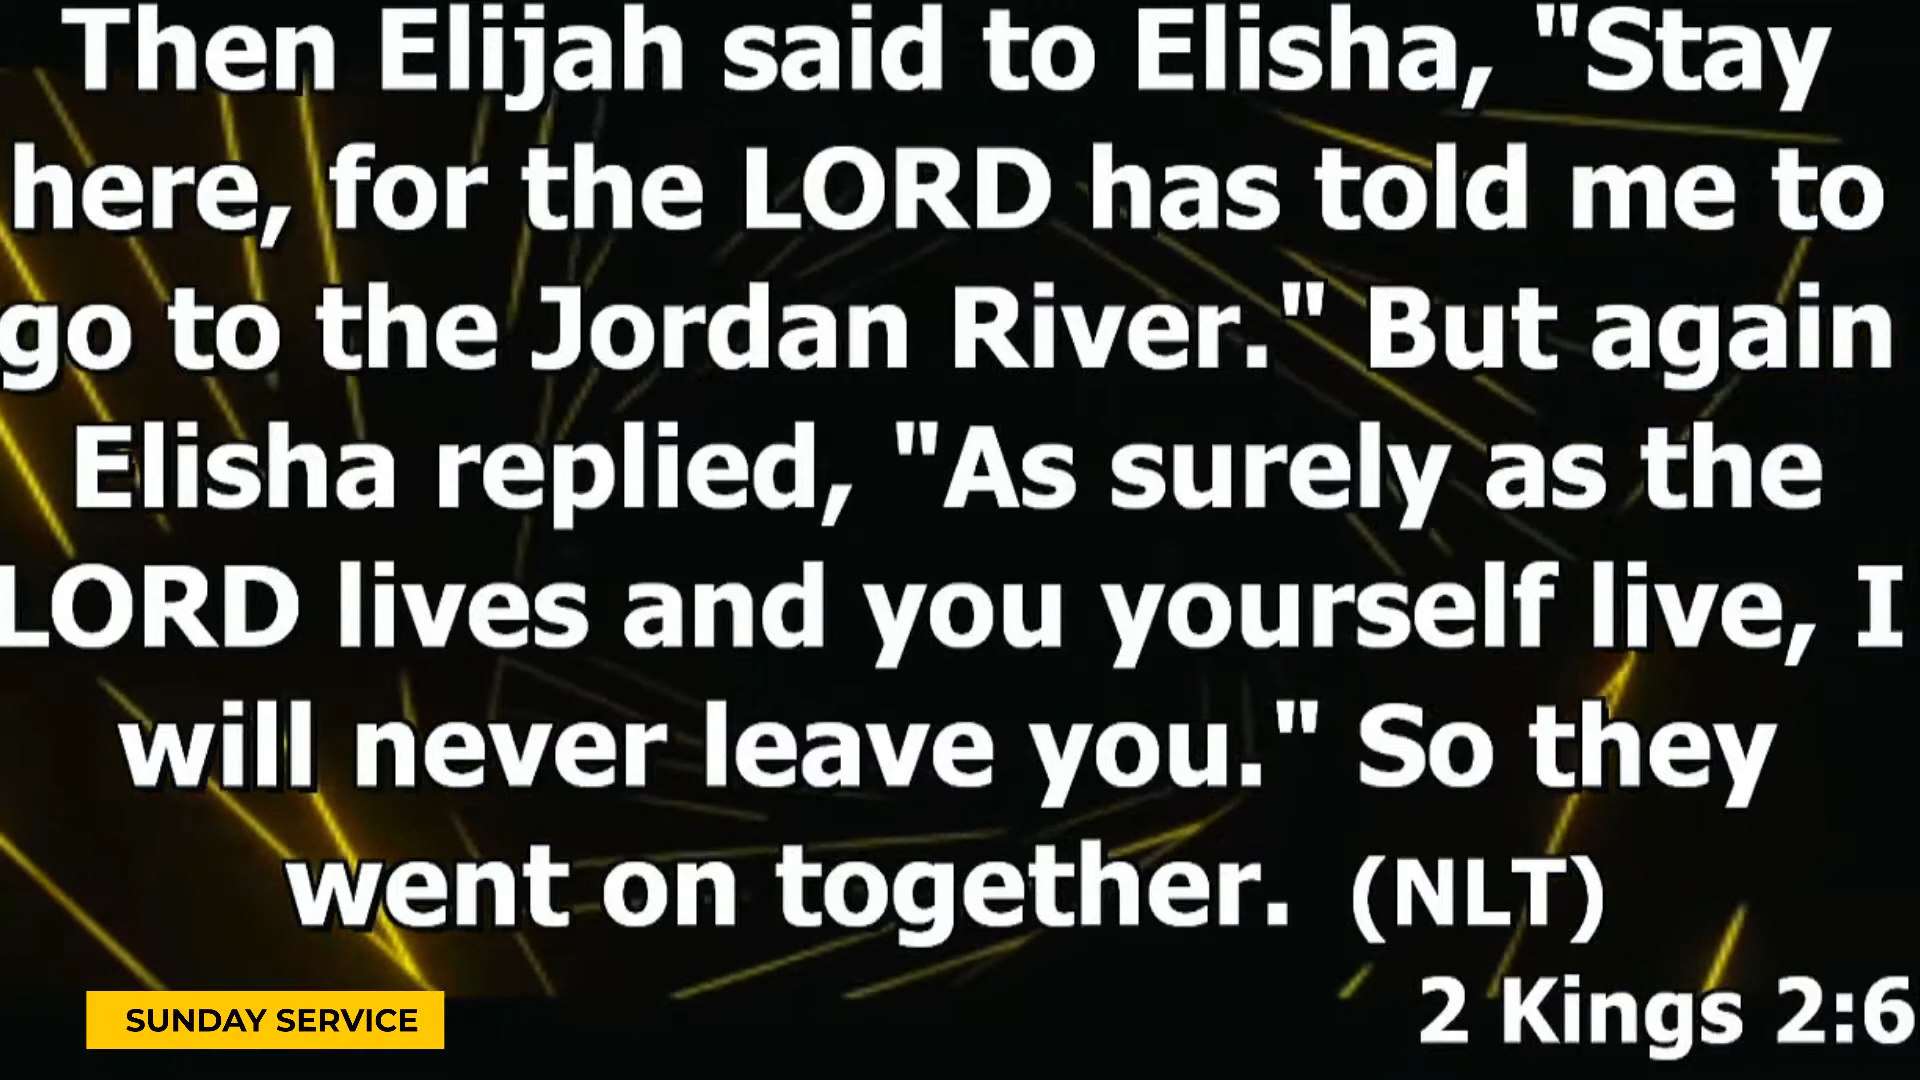 Then Elijah said to Elisha, "Stay
here, for the LORD has told me to
go to the Jordan River." But again
Elisha replied, "As surely as the
LORD lives and you yourself live, I
will never leave you." So they
went on together. (NLT)
2 Kings 2:6
SUNDAY SERVICE